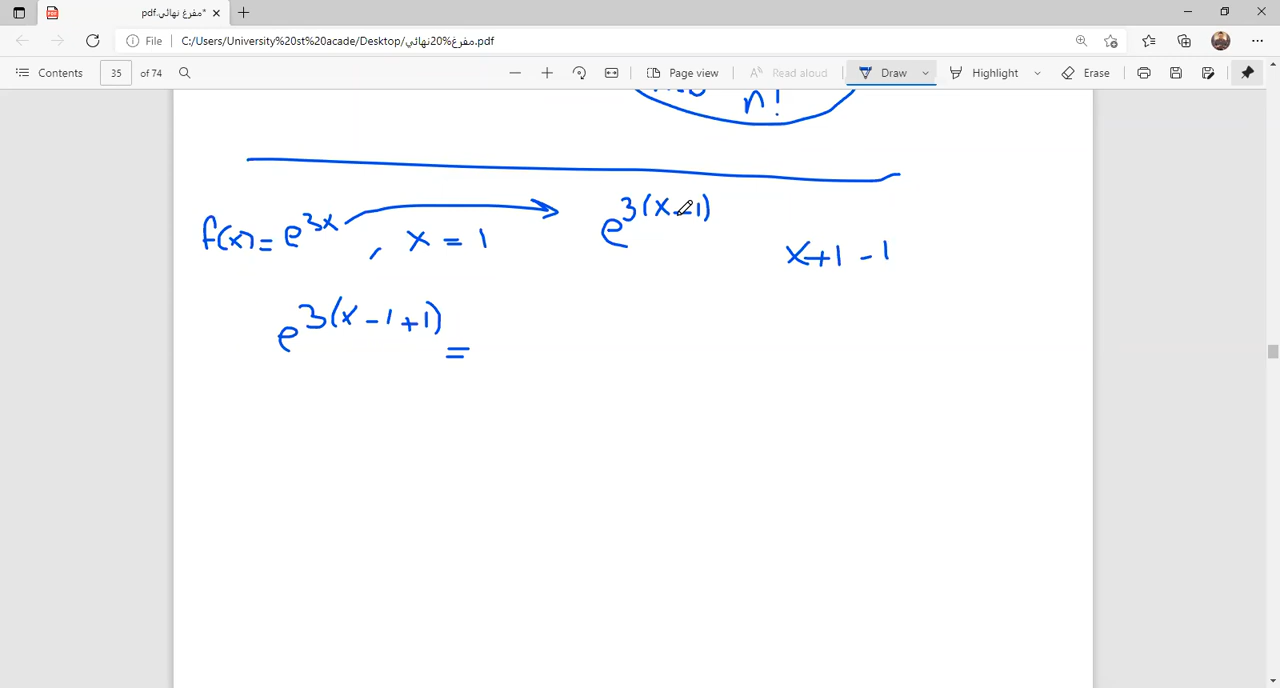 مفرغ نهائي.pdf*
File C:/Users/University%20st%20acade/Desktop/مفرغ%20نهائي.pdf
Contents 35 of 74 Page view Read aloud Draw Highlight Erase
n!
f(x) = e^{3x} , x = 1 → e^{3(x-1)}
x+1-1
e^{3(x-1+1)} =